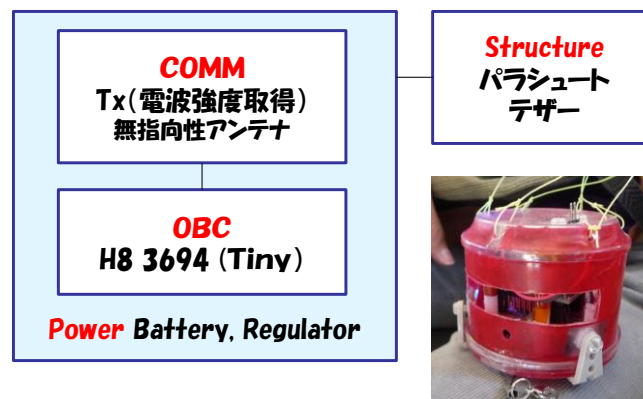 COMM
Tx(電波強度取得)
無指向性アンテナ
OBC
H8 3694 (Tiny)
Power Battery, Regulator
Structure
パラシュート
テザー